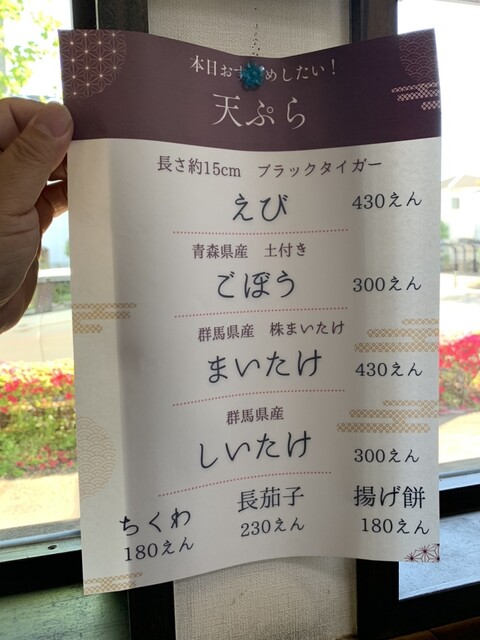 本日おすすめしたい！
天ぷら
長さ約15cm ブラックタイガー
えび 430えん
青森県産 土付き
ごぼう 300えん
群馬県産 株まいたけ
まいたけ 430えん
群馬県産
しいたけ 300えん
ちくわ 長茄子 揚げ餅
180えん 230えん 180えん